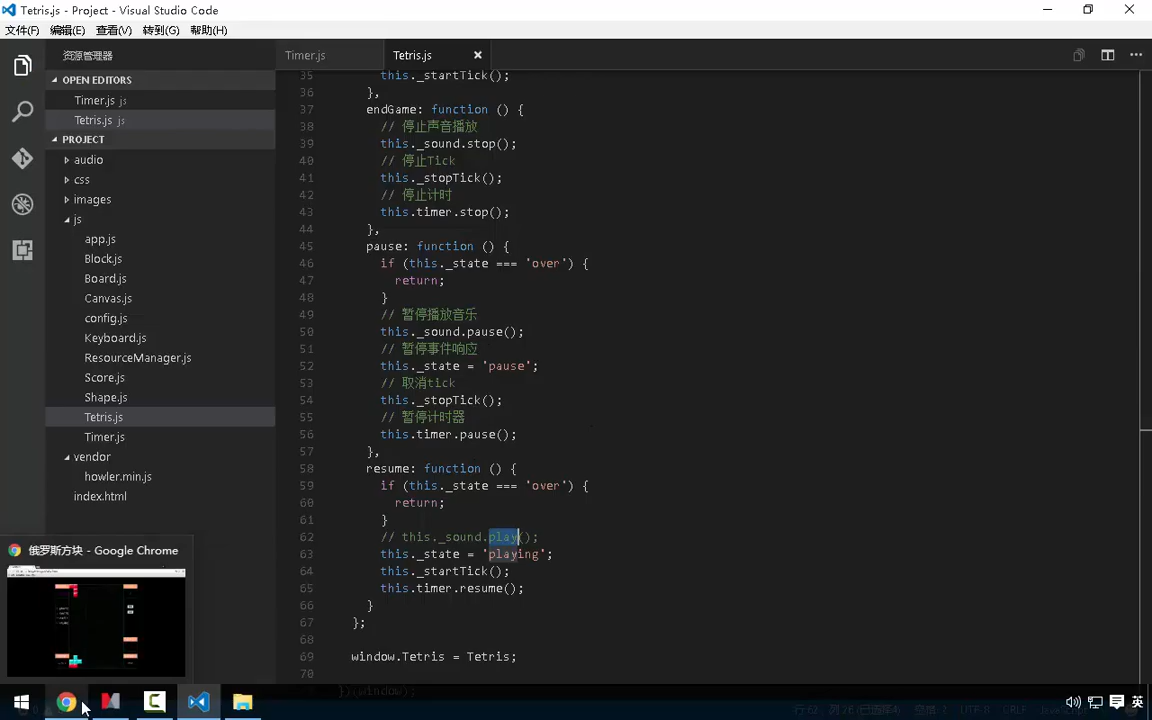 Tetris.js - Project - Visual Studio Code
文件(F) 编辑(E) 查看(V) 转到(G) 帮助(H)
资源管理器
OPEN EDITORS
Timer.js js
Tetris.js js
PROJECT
audio
css
images
js
app.js
Block.js
Board.js
Canvas.js
config.js
Keyboard.js
ResourceManager.js
Score.js
Shape.js
Tetris.js
Timer.js
vendor
howler.min.js
index.html
Timer.js
Tetris.js
35 this._startTick();
36 },
37 endGame: function () {
38 // 停止声音播放
39 this._sound.stop();
40 // 停止Tick
41 this._stopTick();
42 // 停止计时
43 this.timer.stop();
44 },
45 pause: function () {
46 if (this._state === 'over') {
47 return;
48 }
49 // 暂停播放音乐
50 this._sound.pause();
51 // 暂停事件响应
52 this._state = 'pause';
53 // 取消tick
54 this._stopTick();
55 // 暂停计时器
56 this.timer.pause();
57 },
58 resume: function () {
59 if (this._state === 'over') {
60 return;
61 }
62 // this._sound.play();
63 this._state = 'playing';
64 this._startTick();
65 this.timer.resume();
66 }
67 };
68
69 window.Tetris = Tetris;
70
})(window);
俄罗斯方块 - Google Chrome
英